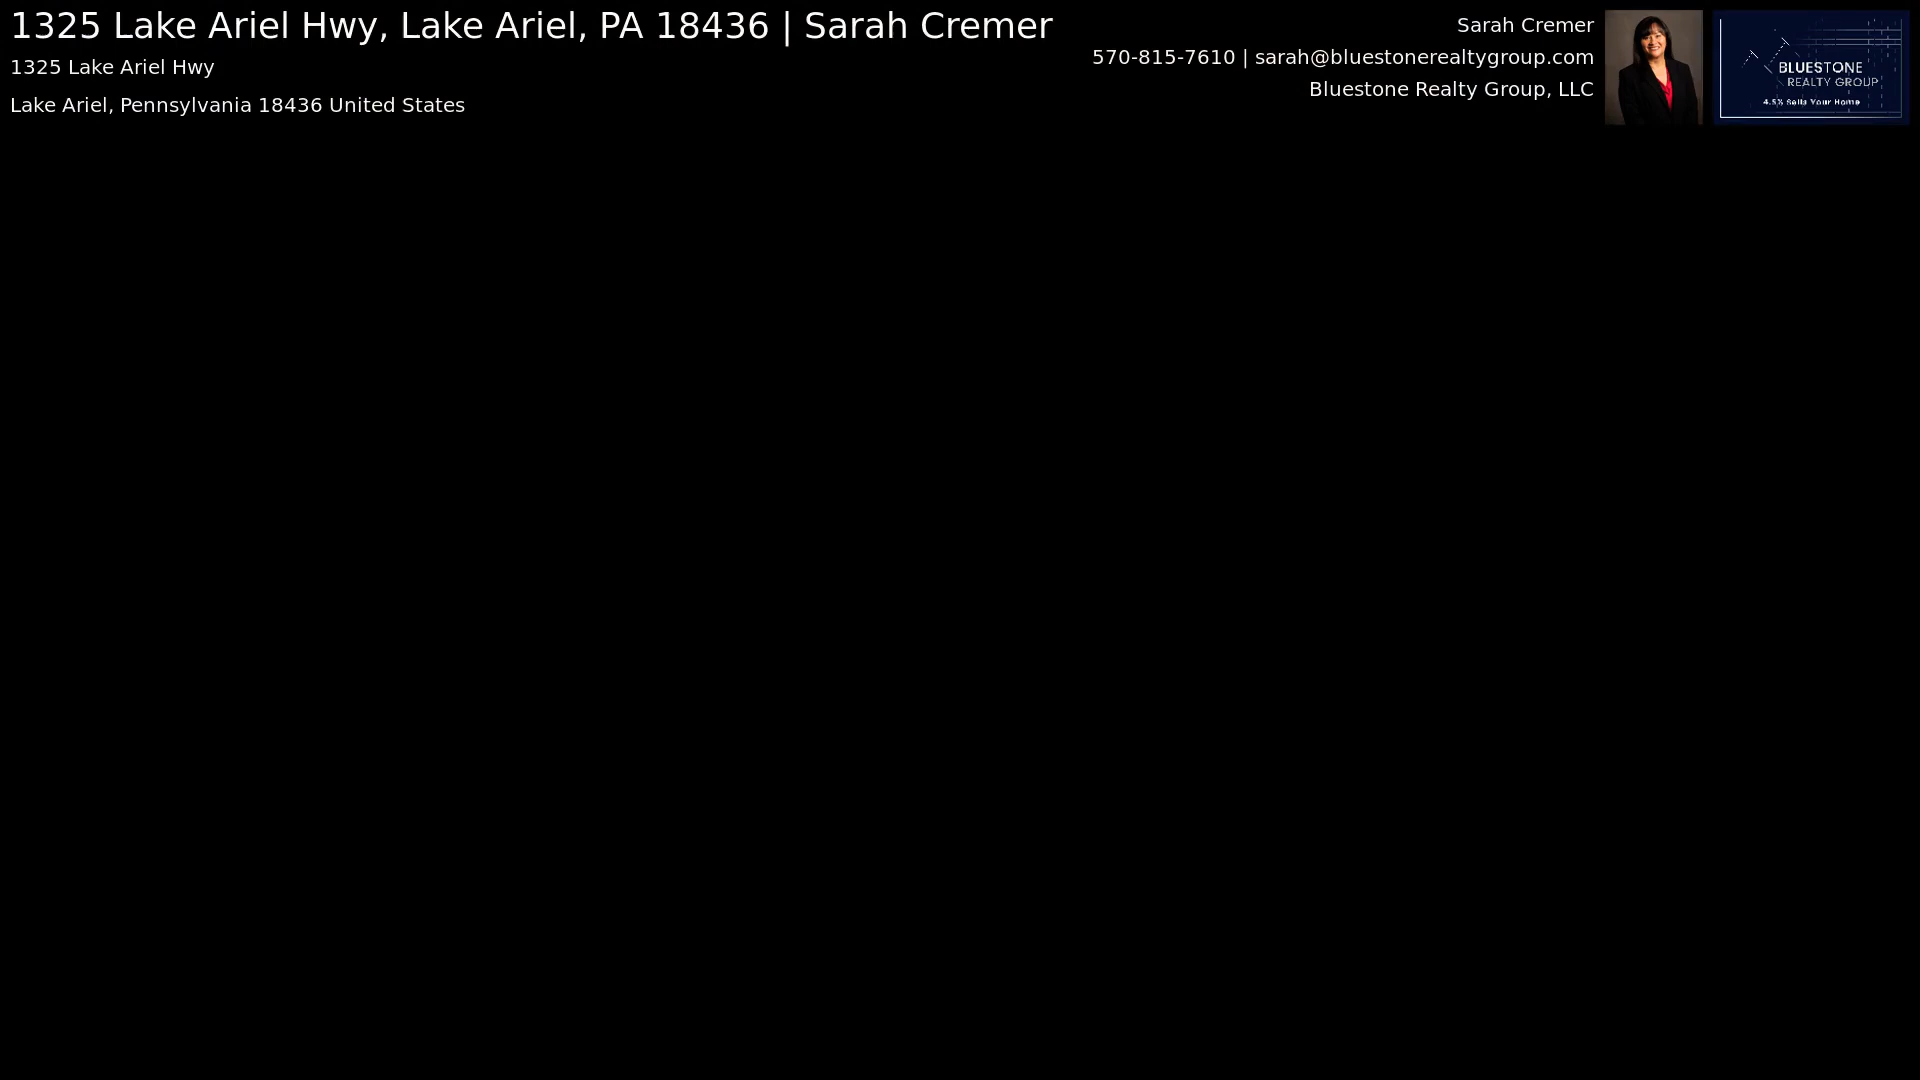 1325 Lake Ariel Hwy, Lake Ariel, PA 18436 | Sarah Cremer
1325 Lake Ariel Hwy
Lake Ariel, Pennsylvania 18436 United States
Sarah Cremer
570-815-7610 | sarah@bluestonerealtygroup.com
Bluestone Realty Group, LLC
BLUESTONE
REALTY GROUP
4.5% Sells Your Home